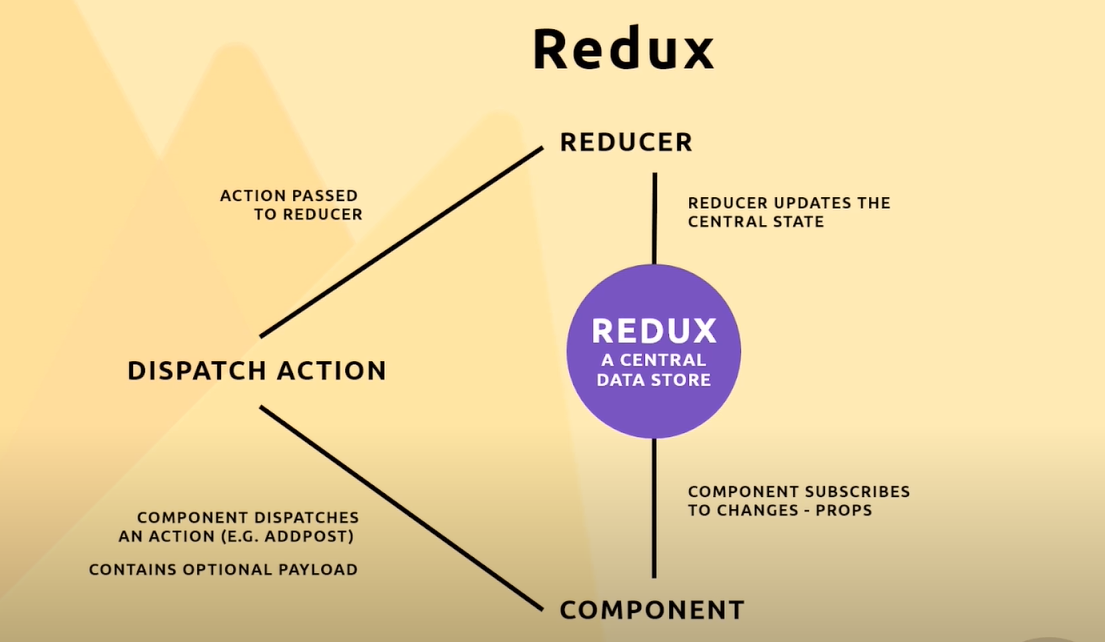 Redux
REDUCER
ACTION PASSED
TO REDUCER
REDUCER UPDATES THE
CENTRAL STATE
REDUX
A CENTRAL
DATA STORE
DISPATCH ACTION
COMPONENT DISPATCHES
AN ACTION (E.G. ADDPOST)
CONTAINS OPTIONAL PAYLOAD
COMPONENT SUBSCRIBES
TO CHANGES - PROPS
COMPONENT